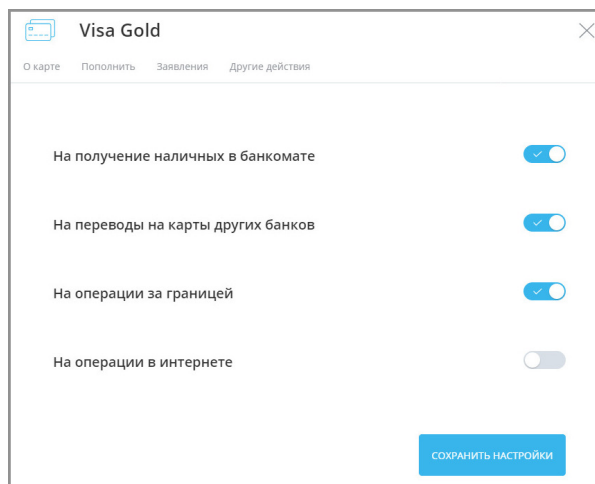 Visa Gold
О карте Пополнить Заявления Другие действия
На получение наличных в банкомате
На переводы на карты других банков
На операции за границей
На операции в интернете
СОХРАНИТЬ НАСТРОЙКИ